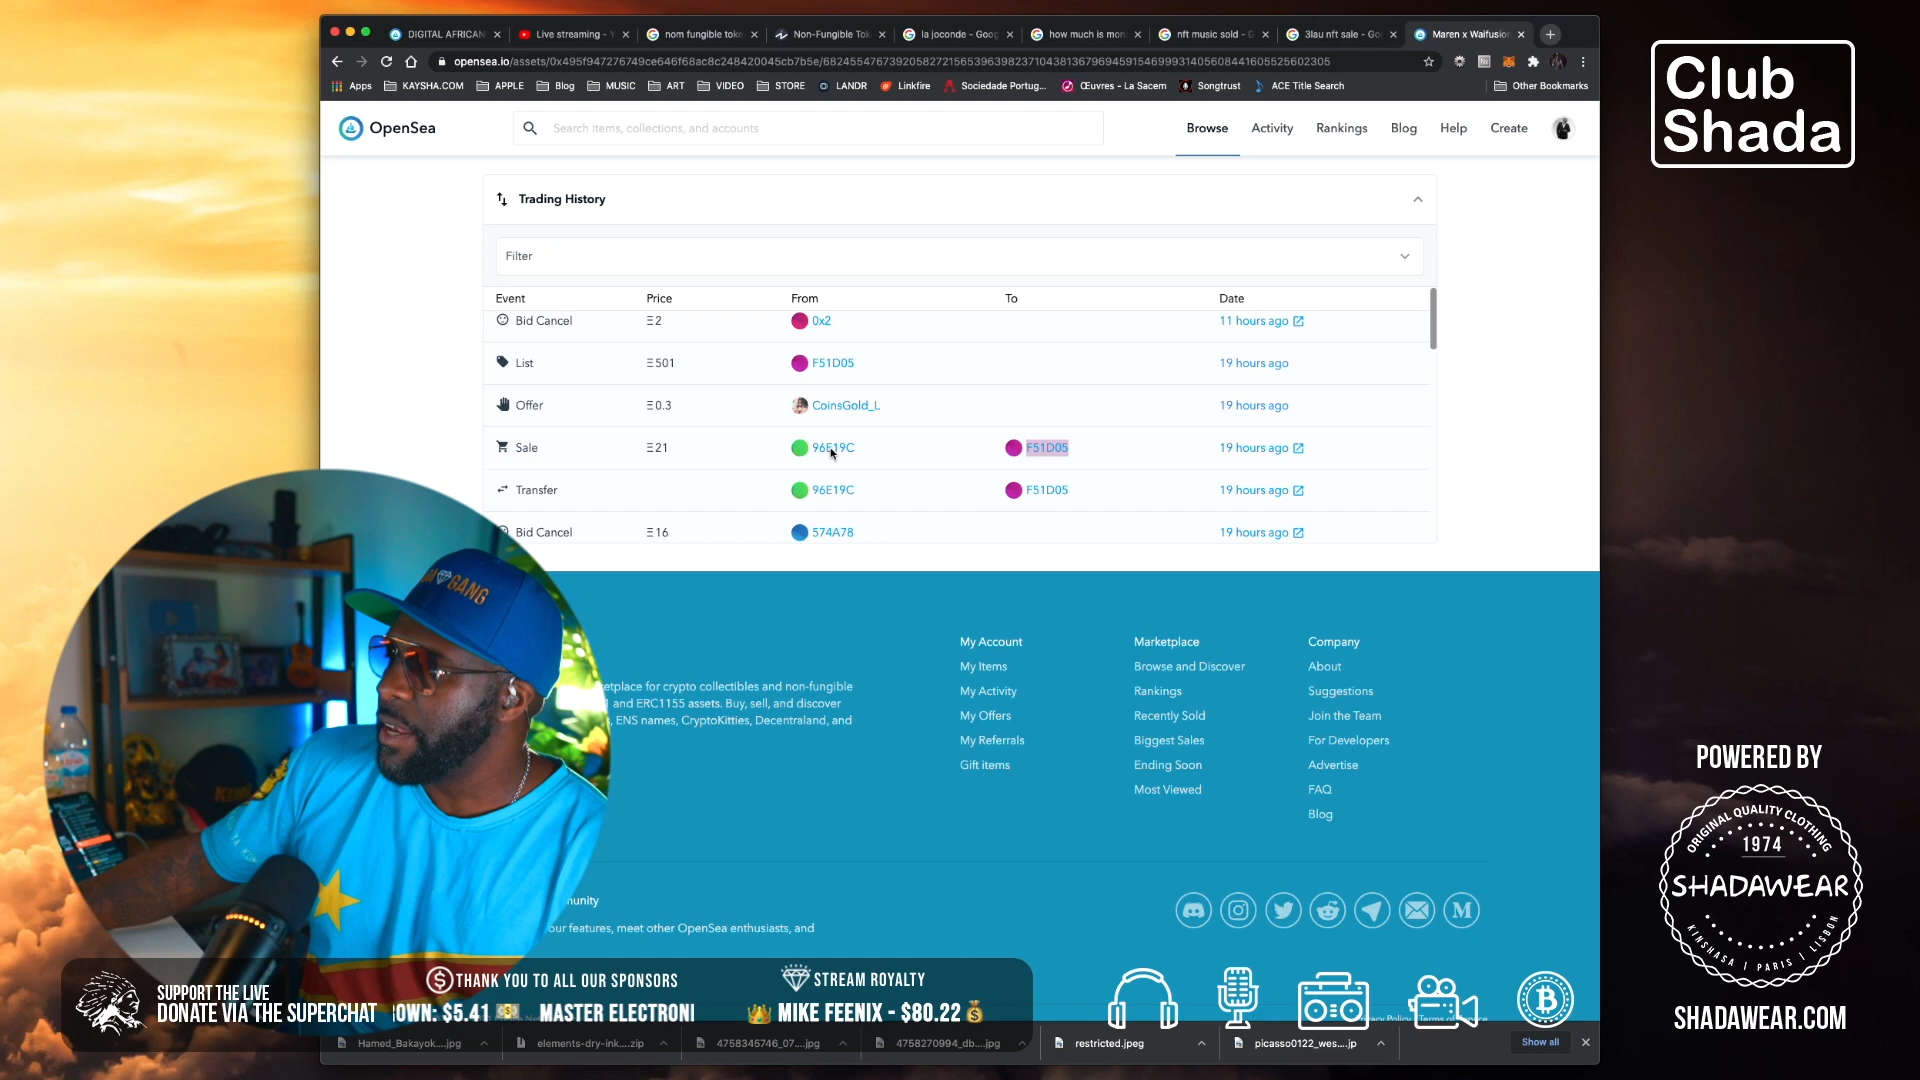 DIGITAL AFRICAN
Live streaming - Y
nom fungible toke
Non-Fungible Tok
la joconde - Goog
how much is mon
nft music sold - G
3lau nft sale - Goo
Maren x Waifusion
opensea.io/assets/0x495f947276749ce646f68ac8c248420045cb7b5e/68245547673920582721565396398237104381367969459154699931405608441605526602305
Apps
KAYSHA.COM
APPLE
Blog
MUSIC
ART
VIDEO
STORE
LANDR
Linkfire
Sociedade Portug...
Œuvres - La Sacem
Songtrust
ACE Title Search
Other Bookmarks
OpenSea
Search items, collections, and accounts
Browse
Activity
Rankings
Blog
Help
Create
Club
Shada
Trading History
Filter
Event Price From To Date
Bid Cancel Ξ2 0x2 11 hours ago
List Ξ501 F51D05 19 hours ago
Offer Ξ0.3 CoinsGold_L 19 hours ago
Sale Ξ21 96E19C F51D05 19 hours ago
Transfer 96E19C F51D05 19 hours ago
Bid Cancel Ξ16 574A78 19 hours ago
GANG
etplace for crypto collectibles and non-fungible
and ERC1155 assets. Buy, sell, and discover
, ENS names, CryptoKitties, Decentraland, and
My Account
My Items
My Activity
My Offers
My Referrals
Gift items
Marketplace
Browse and Discover
Rankings
Recently Sold
Biggest Sales
Ending Soon
Most Viewed
Company
About
Suggestions
Join the Team
For Developers
Advertise
FAQ
Blog
munity
our features, meet other OpenSea enthusiasts, and
POWERED BY
ORIGINAL QUALITY CLOTHING
1974
SHADAWEAR
KINSHASA | PARIS | LISBON
SHADAWEAR.COM
SUPPORT THE LIVE
DONATE VIA THE SUPERCHAT
THANK YOU TO ALL OUR SPONSORS
OWN: $5.41 MASTER ELECTRONI
STREAM ROYALTY
MIKE FEENIX - $80.22
Privacy Policy
Terms of Service
Hamed_Bakayok....jpg
elements-dry-ink....zip
4758345746_07....jpg
4758270994_db....jpg
restricted.jpeg
picasso0122_wes....jp
Show all